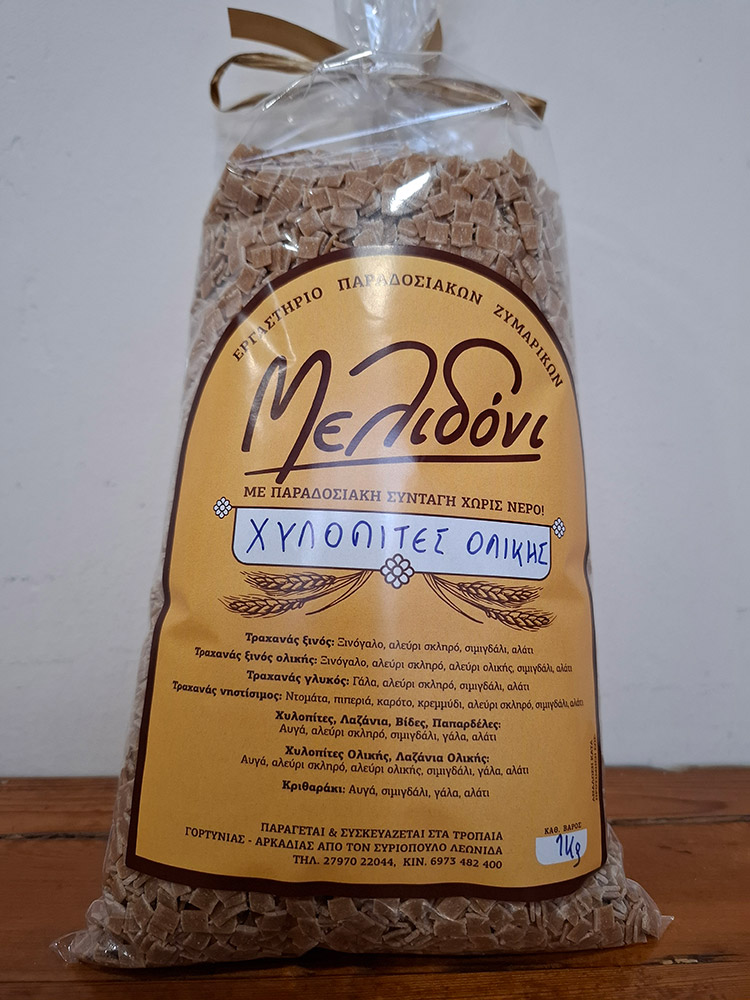 ΕΡΓΑΣΤΗΡΙΟ ΠΑΡΑΔΟΣΙΑΚΩΝ ΖΥΜΑΡΙΚΩΝ
Μελιδόνι
ΜΕ ΠΑΡΑΔΟΣΙΑΚΗ ΣΥΝΤΑΓΗ ΧΩΡΙΣ ΝΕΡΟ!
ΧΥΛΟΠΙΤΕΣ ΟΛΙΚΗΣ
Τραχανάς ξινός: Ξινόγαλο, αλεύρι σκληρό, σιμιγδάλι, αλάτι
Τραχανάς ξινός ολικής: Ξινόγαλο, αλεύρι σκληρό, αλεύρι ολικής, σιμιγδάλι, αλάτι
Τραχανάς γλυκός: Γάλα, αλεύρι σκληρό, σιμιγδάλι, αλάτι
Τραχανάς νηστίσιμος: Ντομάτα, πιπεριά, καρότο, κρεμμύδι, αλεύρι σκληρό, σιμιγδάλι, αλάτι
Χυλοπίτες, Λαζάνια, Βίδες, Παπαρδέλες:
Αυγά, αλεύρι σκληρό, σιμιγδάλι, γάλα, αλάτι
Χυλοπίτες Ολικής, Λαζάνια Ολικής:
Αυγά, αλεύρι σκληρό, αλεύρι ολικής, σιμιγδάλι, γάλα, αλάτι
Κριθαράκι: Αυγά, σιμιγδάλι, γάλα, αλάτι
ΠΑΡΑΓΕΤΑΙ & ΣΥΣΚΕΥΑΖΕΤΑΙ ΣΤΑ ΤΡΟΠΑΙΑ
ΓΟΡΤΥΝΙΑΣ - ΑΡΚΑΔΙΑΣ ΑΠΟ ΤΟΝ ΣΥΡΙΟΠΟΥΛΟ ΛΕΩΝΙΔΑ
ΤΗΛ. 27970 22044, ΚΙΝ. 6973 482 400
ΚΑΘ. ΒΑΡΟΣ
1Kg